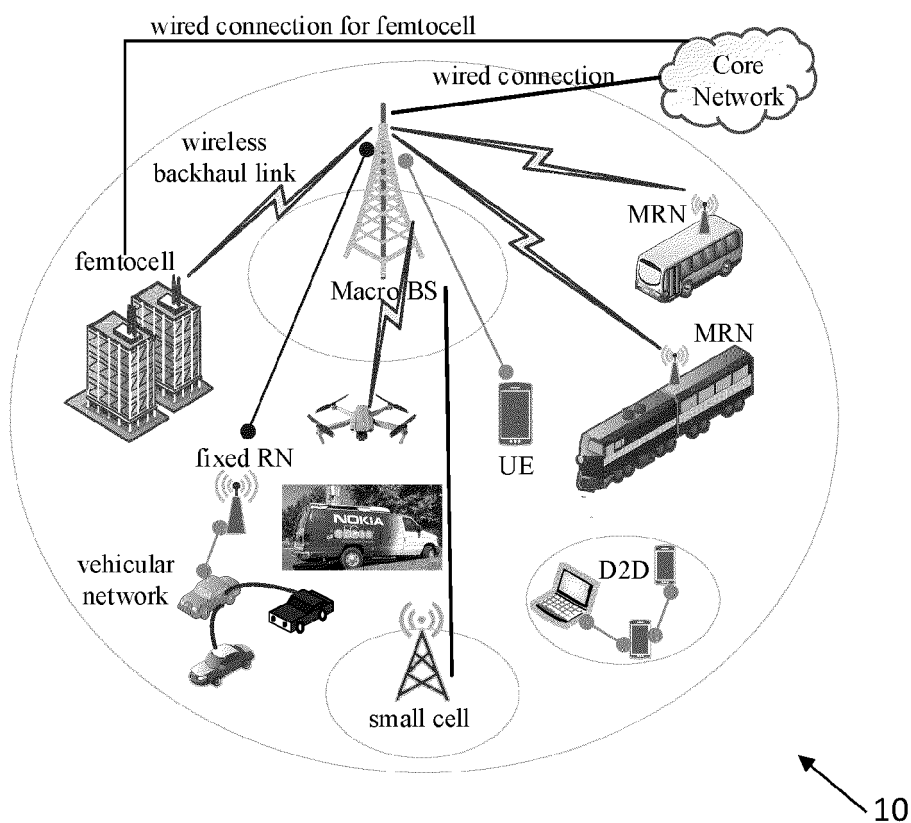 wired connection for femtocell
Core
Network
wired connection
wireless
backhaul link
MRN
femtocell
Macro BS
MRN
fixed RN
UE
NOKIA
vehicular
network
D2D
small cell
10